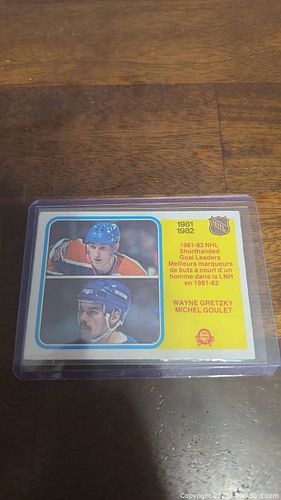 1981
1982
NHL
1981-82 NHL
Shorthanded
Goal Leaders
Meilleurs marqueurs
de buts à court d'un
homme dans la LNH
en 1981-82
WAYNE GRETZKY
MICHEL GOULET